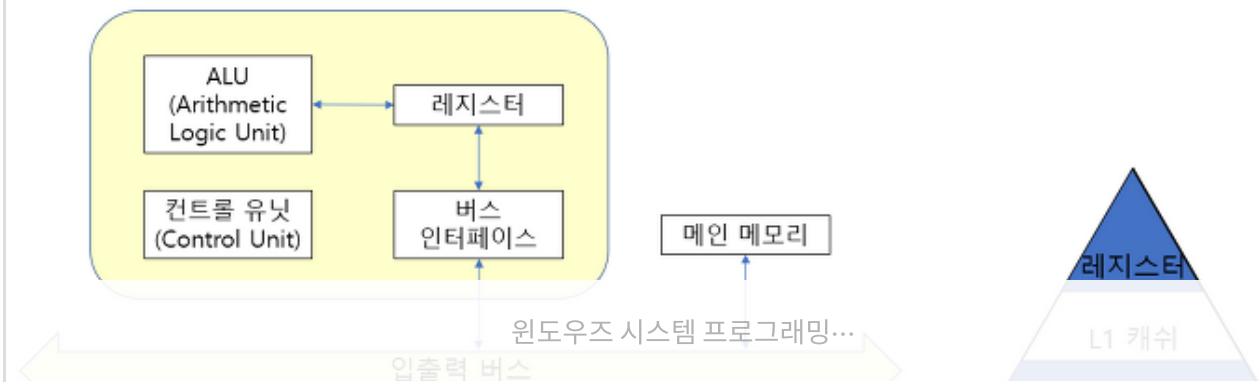 ALU
(Arithmetic
Logic Unit)
레지스터
컨트롤 유닛
(Control Unit)
버스
인터페이스
메인 메모리
레지스터
윈도우즈 시스템 프로그래밍…
L1 캐쉬
입출력 버스